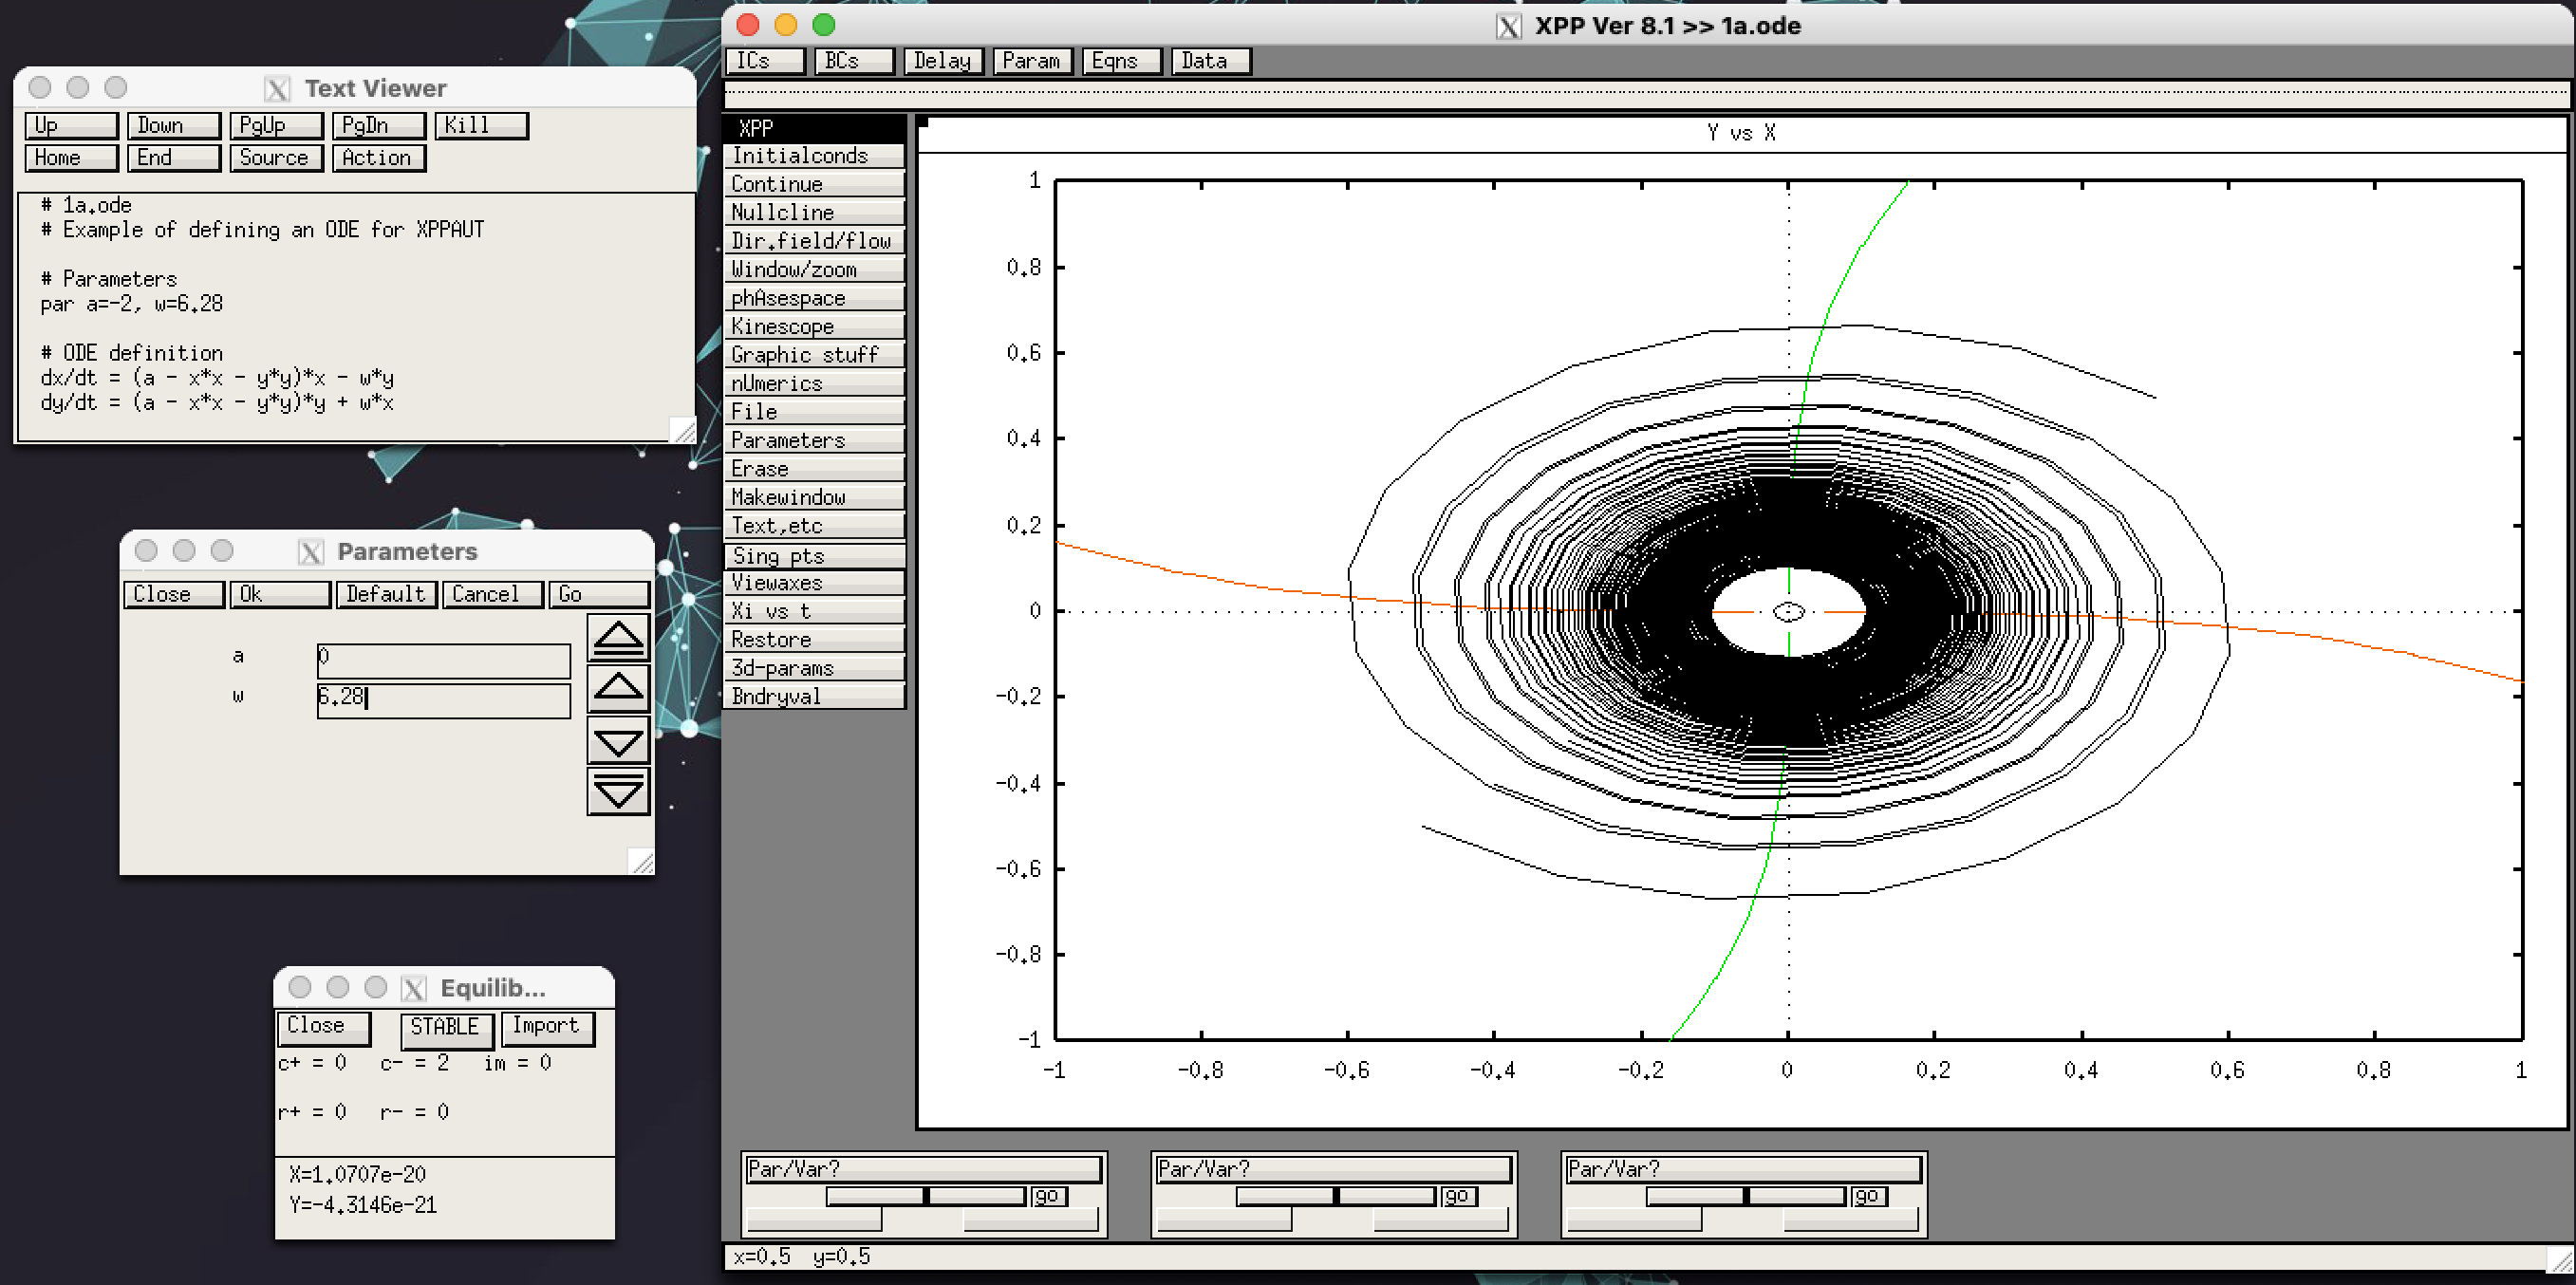 XPP Ver 8.1 >> 1a.ode
ICs BCs Delay Param Eqns Data
Text Viewer
Up Down PgUp PgDn Kill
Home End Source Action
# 1a.ode
# Example of defining an ODE for XPPAUT
# Parameters
par a=-2, w=6.28
# ODE definition
dx/dt = (a - x*x - y*y)*x - w*y
dy/dt = (a - x*x - y*y)*y + w*x
Parameters
Close Ok Default Cancel Go
a 0
w 6.28
Equilib...
Close STABLE Import
c+ = 0 c- = 2 im = 0
r+ = 0 r- = 0
X=1.0707e-20
Y=-4.3146e-21
XPP
Initialconds
Continue
Nullcline
Dir.field/flow
Window/zoom
phAsespace
Kinescope
Graphic stuff
nUmerics
File
Parameters
Erase
Makewindow
Text,etc
Sing pts
Viewaxes
Xi vs t
Restore
3d-params
Bndryval
Y vs X
1
0.8
0.6
0.4
0.2
0
-0.2
-0.4
-0.6
-0.8
-1
-1 -0.8 -0.6 -0.4 -0.2 0 0.2 0.4 0.6 0.8 1
Par/Var? Par/Var? Par/Var?
go go go
x=0.5 y=0.5